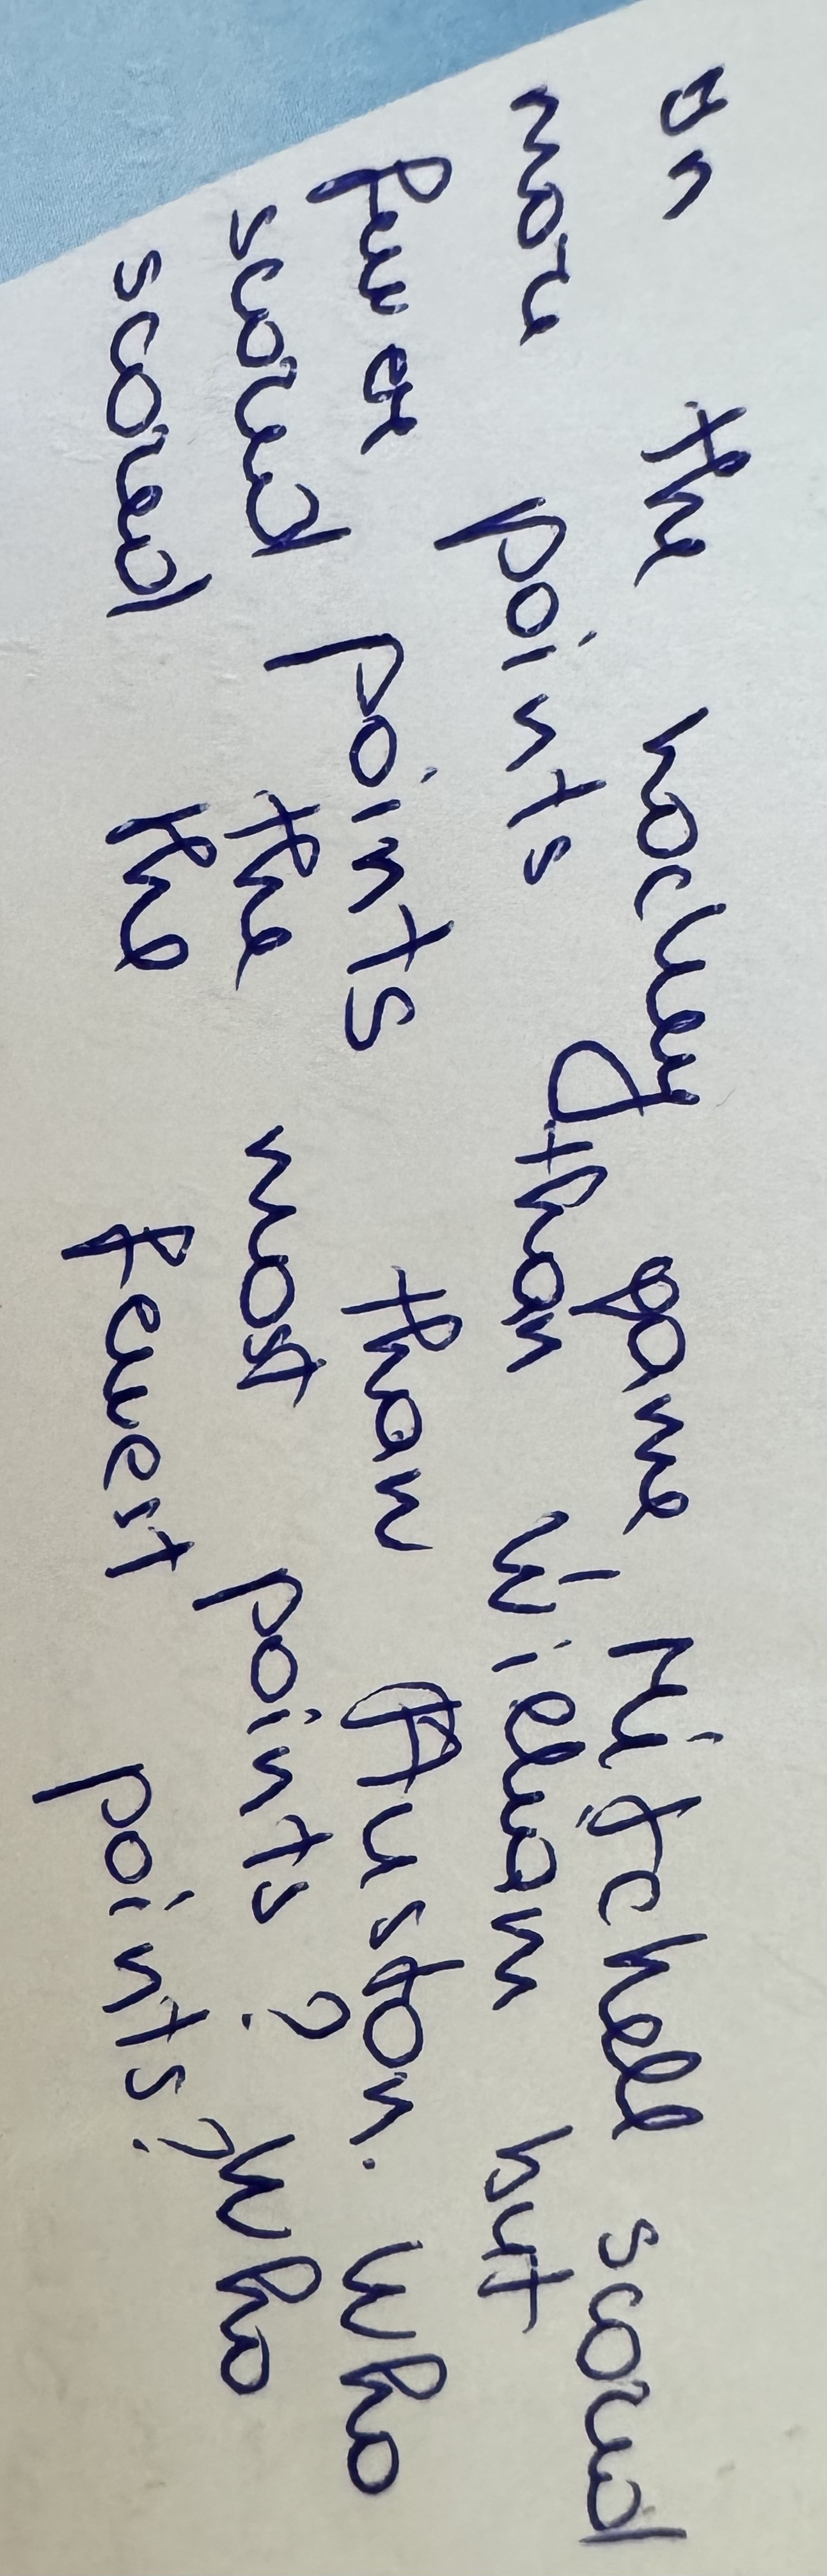 In the hockey game, Mitchell scored
more points than William but
fewer points than Auston. Who
scored the most points? Who
scored the fewest points?